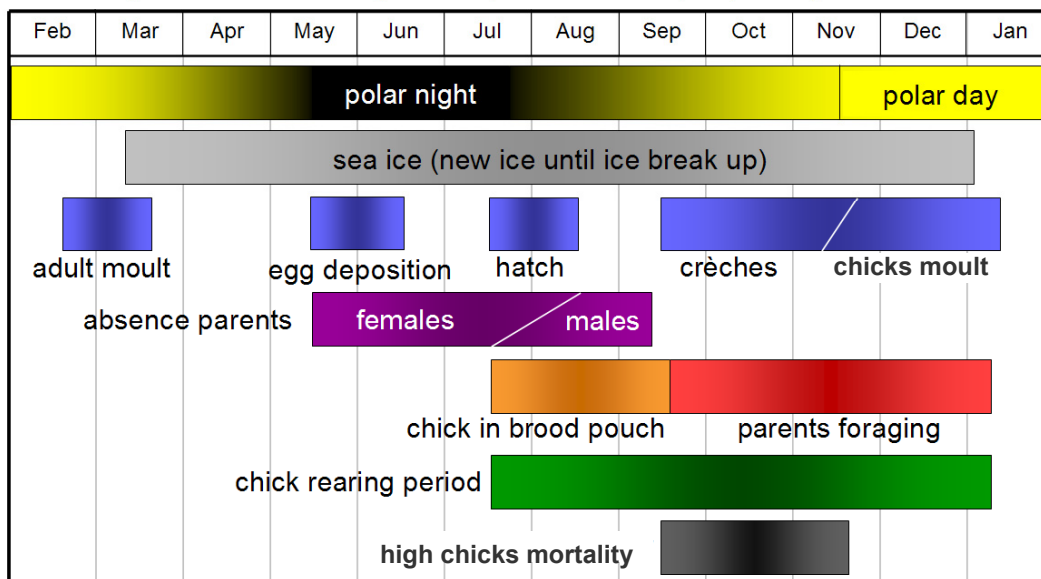 Feb Mar Apr May Jun Jul Aug Sep Oct Nov Dec Jan
polar night polar day
sea ice (new ice until ice break up)
adult moult egg deposition hatch crèches chicks moult
absence parents females males
chick in brood pouch parents foraging
chick rearing period
high chicks mortality